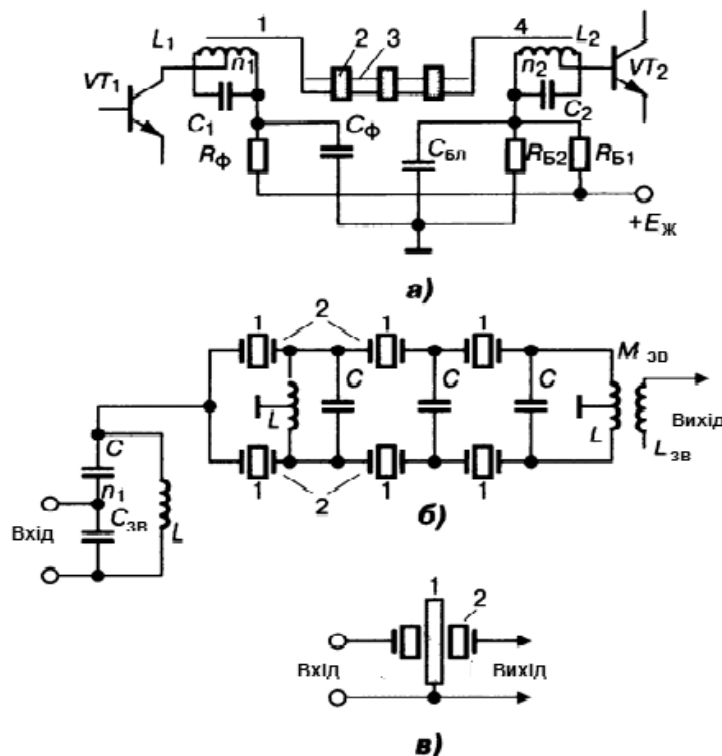 1 4
L1 2 3 L2
n1 n2
VT1 VT2
C1 Cф C2
Rф CБЛ RБ2 RБ1
+EЖ
а)
1 2 1 1
Mзв
C C C
L L
C Вихід
n1 Lзв
Cзв 1 2 1 1
Вхід L
б)
1
2
Вхід Вихід
в)